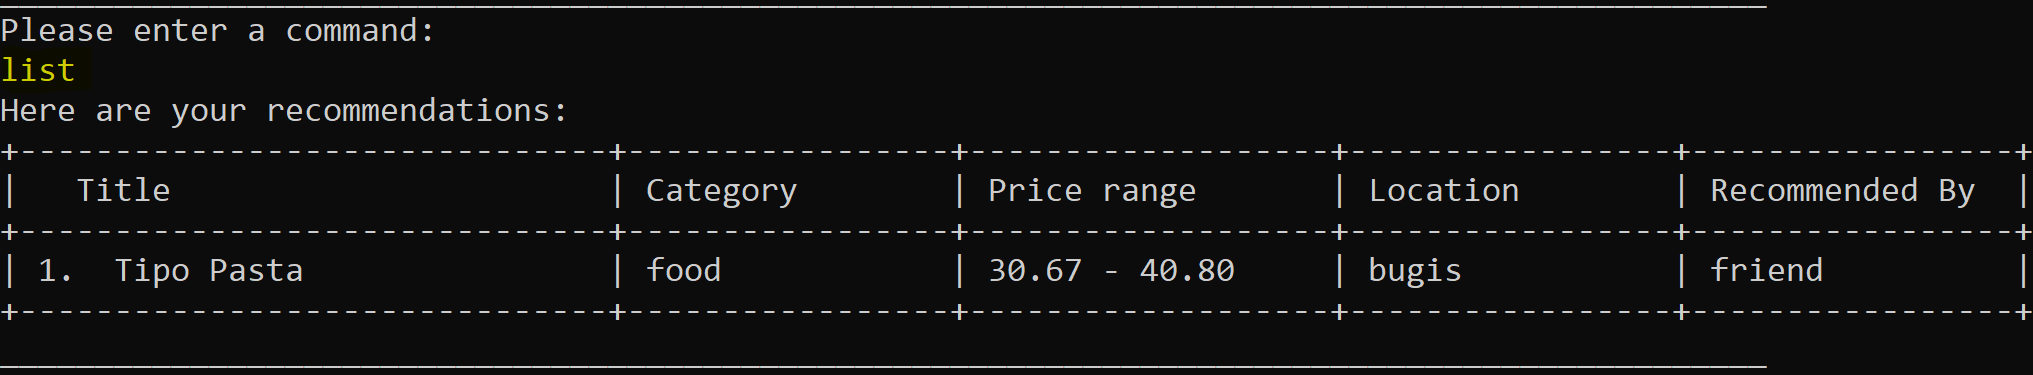 Please enter a command:
list
Here are your recommendations:
+-------------------------------+-----------------+-------------------+-----------------+-----------------+
|   Title                       | Category        | Price range       | Location        | Recommended By  |
+-------------------------------+-----------------+-------------------+-----------------+-----------------+
| 1.  Tipo Pasta                | food            | 30.67 - 40.80     | bugis           | friend          |
+-------------------------------+-----------------+-------------------+-----------------+-----------------+